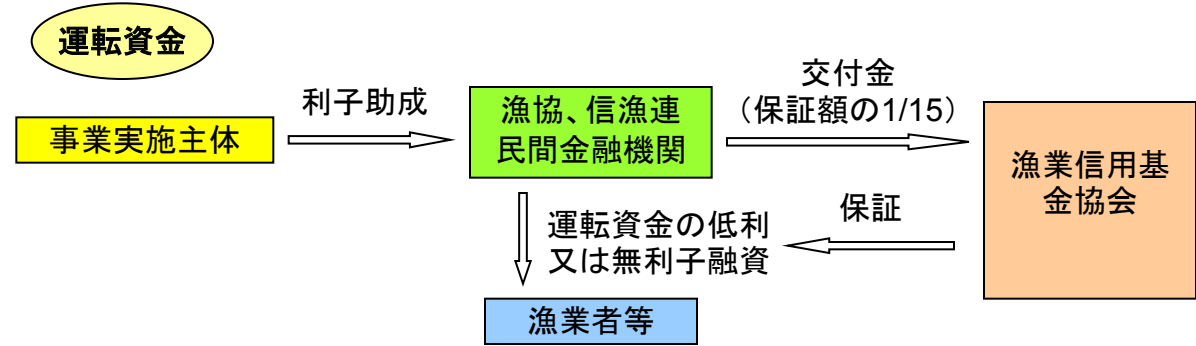 運転資金
事業実施主体
利子助成
漁協、信漁連
民間金融機関
交付金
（保証額の1/15）
漁業信用基
金協会
保証
運転資金の低利
又は無利子融資
漁業者等